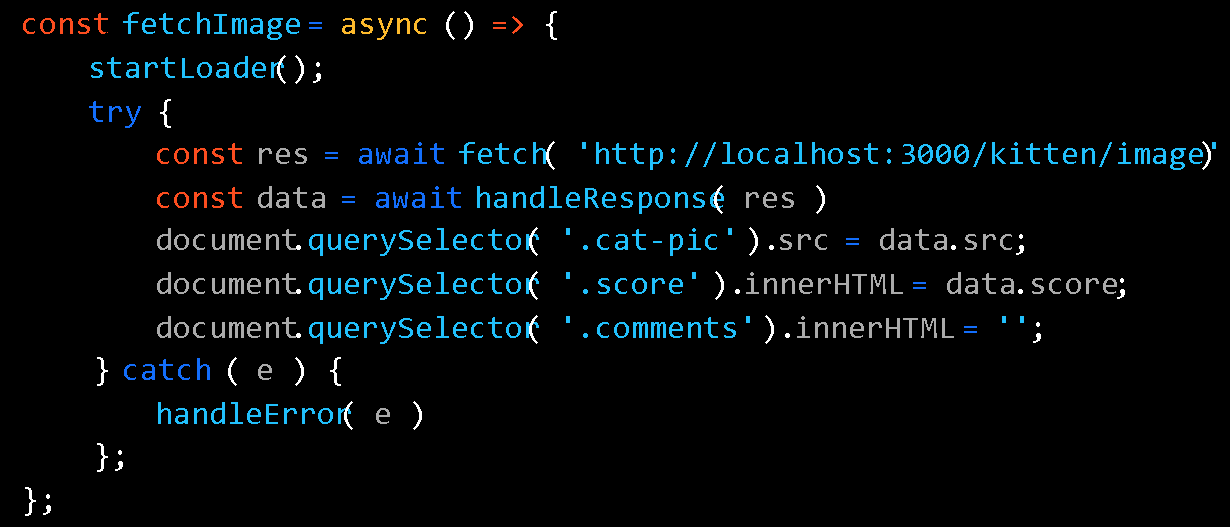 const fetchImage = async () => {
startLoader();
try {
const res = await fetch( 'http://localhost:3000/kitten/image')
const data = await handleResponse( res )
document.querySelector( '.cat-pic' ).src = data.src;
document.querySelector( '.score' ).innerHTML = data.score;
document.querySelector( '.comments' ).innerHTML = '';
} catch ( e ) {
handleError( e )
};
};